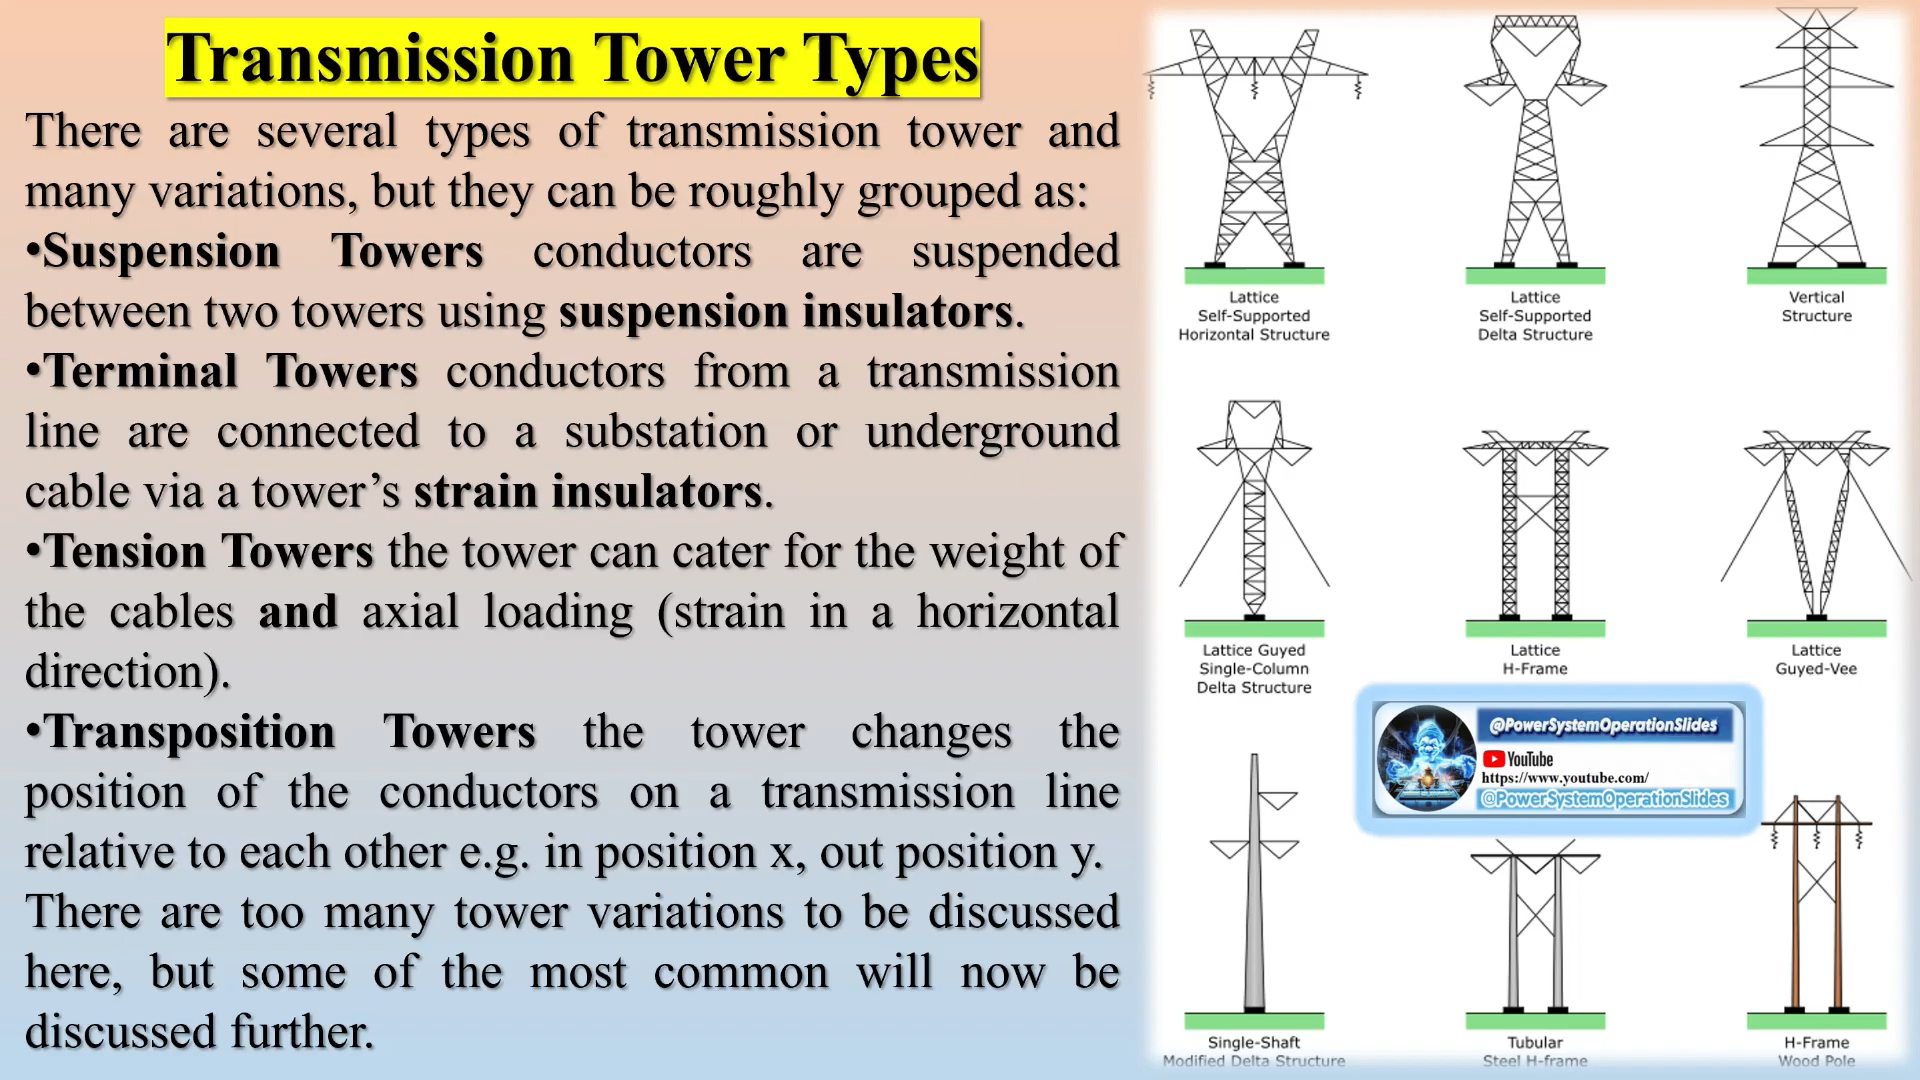 Transmission Tower Types
There are several types of transmission tower and
many variations, but they can be roughly grouped as:
•Suspension Towers conductors are suspended
between two towers using suspension insulators.
•Terminal Towers conductors from a transmission
line are connected to a substation or underground
cable via a tower’s strain insulators.
•Tension Towers the tower can cater for the weight of
the cables and axial loading (strain in a horizontal
direction).
•Transposition Towers the tower changes the
position of the conductors on a transmission line
relative to each other e.g. in position x, out position y.
There are too many tower variations to be discussed
here, but some of the most common will now be
discussed further.
Lattice
Self-Supported
Horizontal Structure
Lattice
Self-Supported
Delta Structure
Vertical
Structure
Lattice Guyed
Single-Column
Delta Structure
Lattice
H-Frame
Lattice
Guyed-Vee
@PowerSystemOperationSlides
YouTube
https://www.youtube.com/
@PowerSystemOperationSlides
Single-Shaft
Modified Delta Structure
Tubular
Steel H-frame
H-Frame
Wood Pole